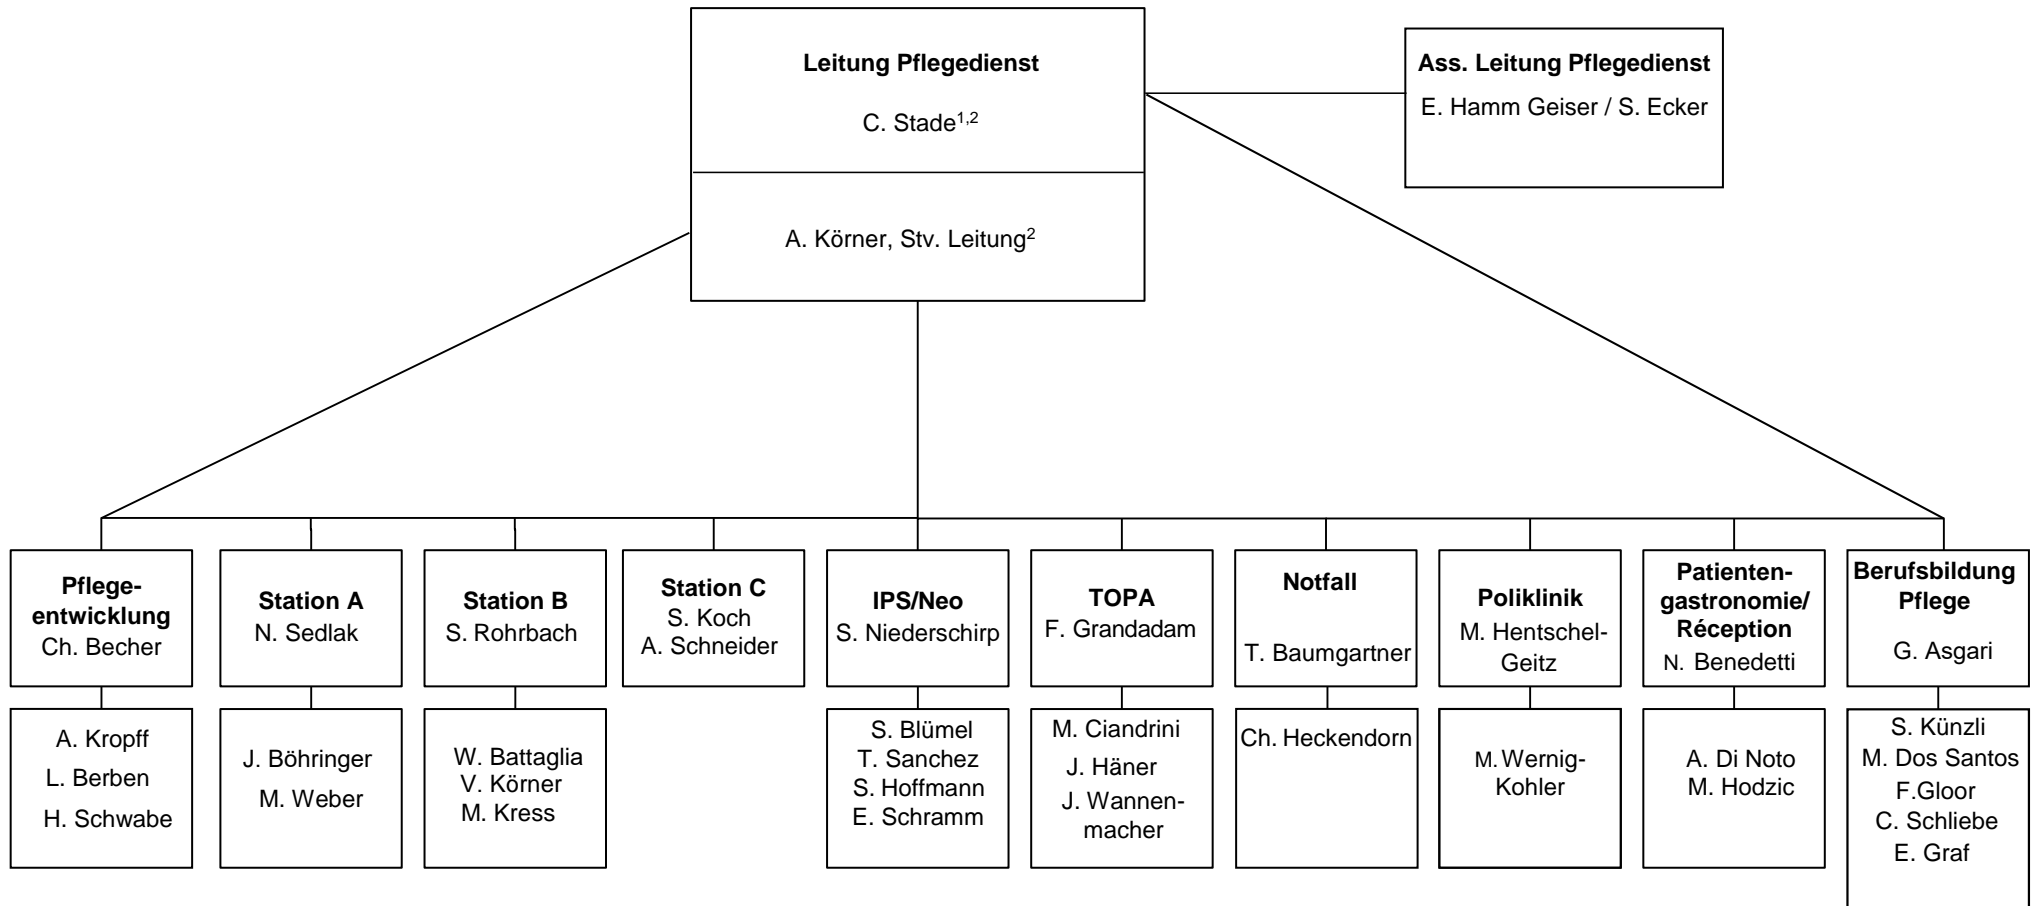 Leitung Pflegedienst
C. Stade1,2
A. Körner, Stv. Leitung2
Ass. Leitung Pflegedienst
E. Hamm Geiser / S. Ecker
Pflege-
entwicklung
Ch. Becher
Station A
N. Sedlak
Station B
S. Rohrbach
Station C
S. Koch
A. Schneider
IPS/Neo
S. Niederschirp
TOPA
F. Grandadam
Notfall
T. Baumgartner
Poliklinik
M. Hentschel-
Geitz
Patienten-
gastronomie/
Réception
N. Benedetti
Berufsbildung
Pflege
G. Asgari
A. Kropff
L. Berben
H. Schwabe
J. Böhringer
M. Weber
W. Battaglia
V. Körner
M. Kress
S. Blümel
T. Sanchez
S. Hoffmann
E. Schramm
M. Ciandrini
J. Häner
J. Wannen-
macher
Ch. Heckendorn
M. Wernig-
Kohler
A. Di Noto
M. Hodzic
S. Künzli
M. Dos Santos
F.Gloor
C. Schliebe
E. Graf